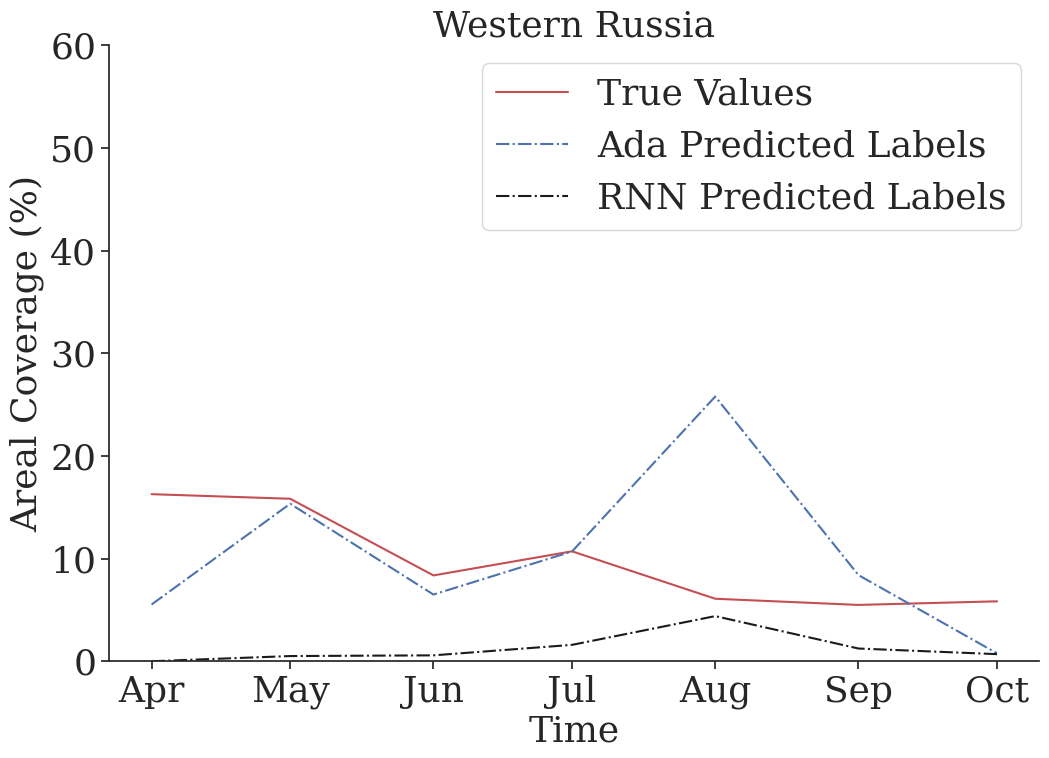 Western Russia
60
50
40
30
20
10
0
Areal Coverage (%)
True Values
Ada Predicted Labels
RNN Predicted Labels
Apr May Jun Jul Aug Sep Oct
Time